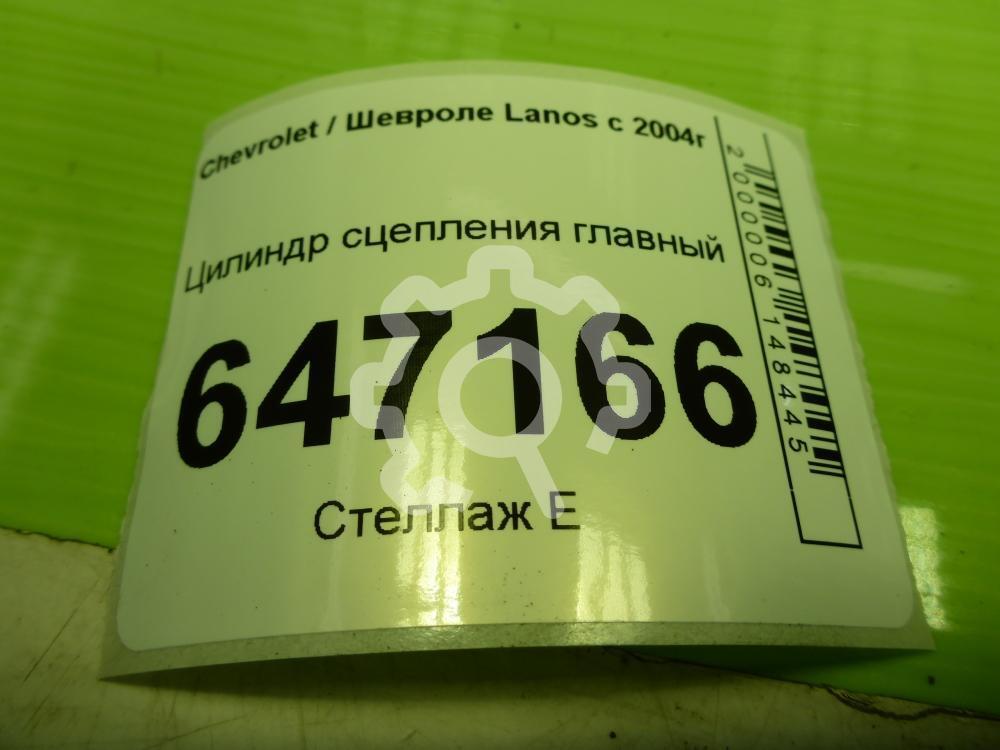 Chevrolet / Шевроле Lanos с 2004г
Цилиндр сцепления главный
647166
Стеллаж E
2000006148445